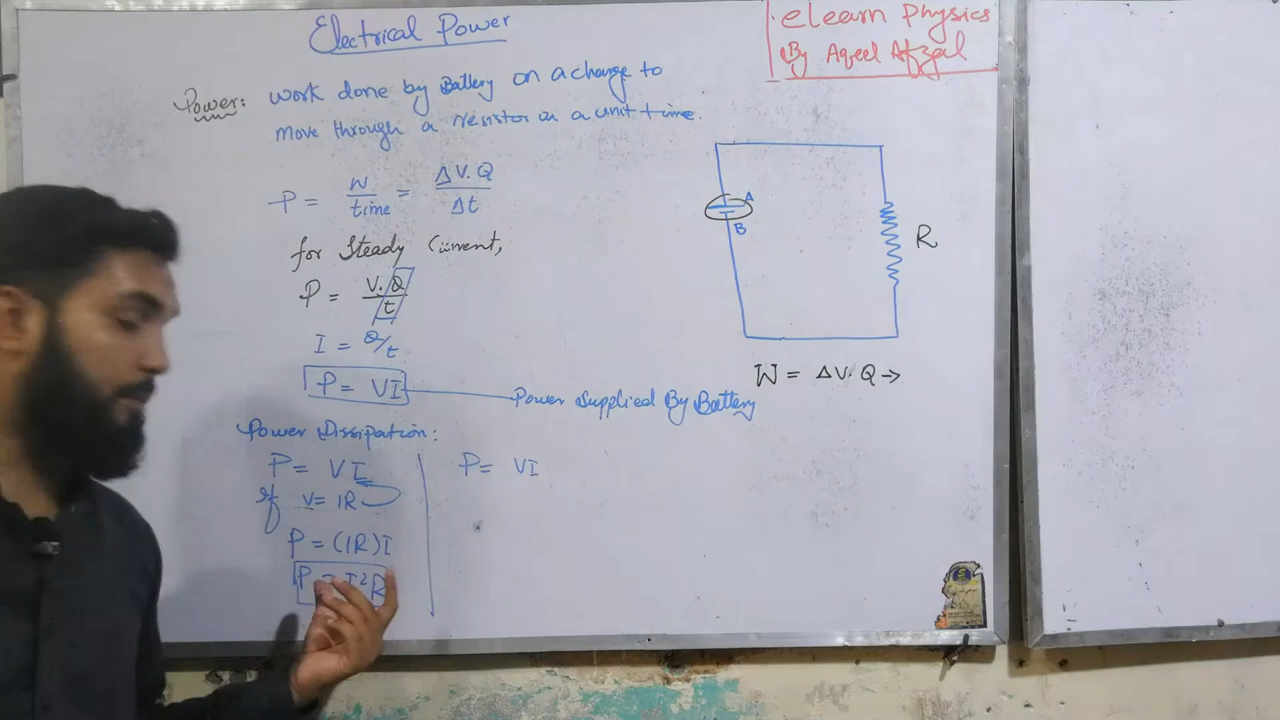 Electrical Power
eLearn Physics
By Aqeel Afzal
Power: work done by Battery on a charge to
move through a resistor in a unit time.
P = W/time = ΔV.Q/Δt
for Steady Current,
P = V.Q/t
I = Q/t
P = VI
Power Supplied By Battery
A
B
R
W = ΔV.Q →
Power Dissipation:
P = VI
If V = IR
P = (IR)I
P = I²R
P = VI